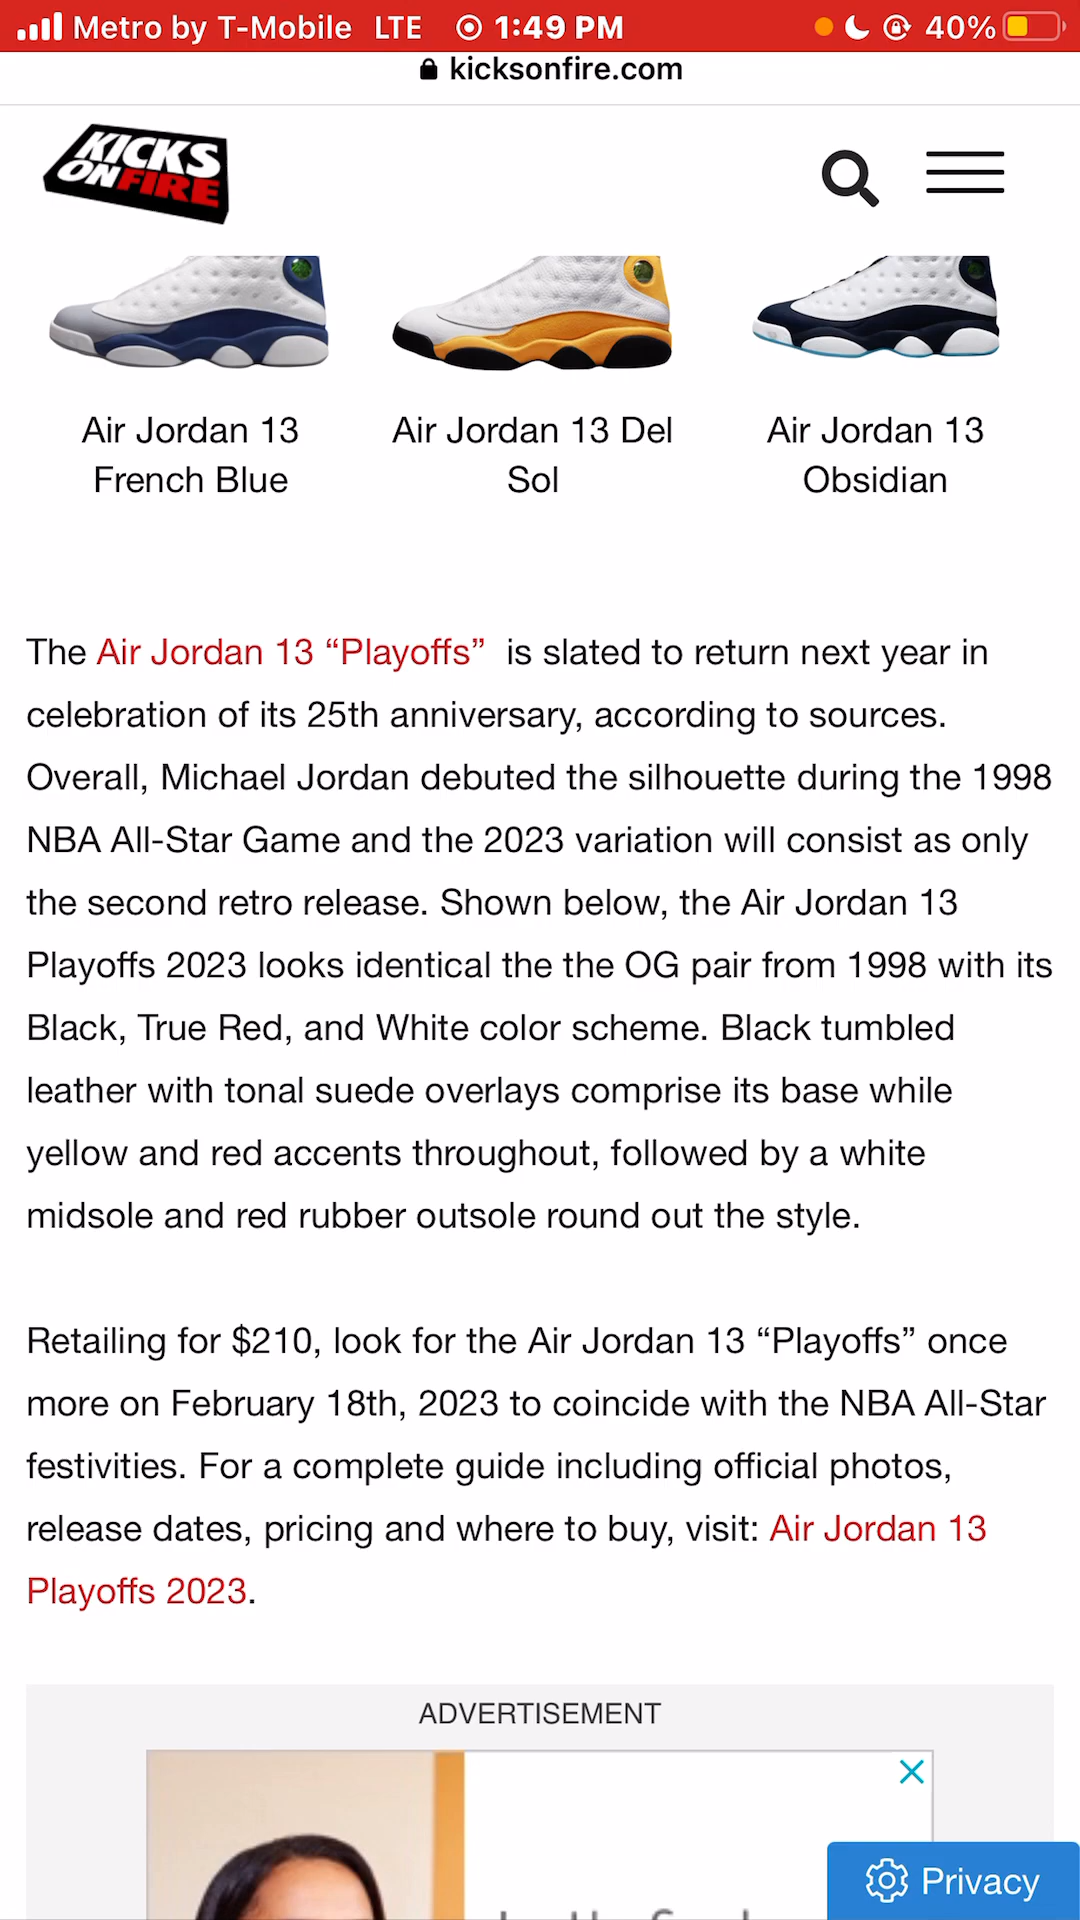 Metro by T-Mobile LTE 1:49 PM 40%
kicksonfire.com
KICKS
ONFIRE
Air Jordan 13 French Blue
Air Jordan 13 Del Sol
Air Jordan 13 Obsidian
The Air Jordan 13 “Playoffs” is slated to return next year in
celebration of its 25th anniversary, according to sources.
Overall, Michael Jordan debuted the silhouette during the 1998
NBA All-Star Game and the 2023 variation will consist as only
the second retro release. Shown below, the Air Jordan 13
Playoffs 2023 looks identical the the OG pair from 1998 with its
Black, True Red, and White color scheme. Black tumbled
leather with tonal suede overlays comprise its base while
yellow and red accents throughout, followed by a white
midsole and red rubber outsole round out the style.
Retailing for $210, look for the Air Jordan 13 “Playoffs” once
more on February 18th, 2023 to coincide with the NBA All-Star
festivities. For a complete guide including official photos,
release dates, pricing and where to buy, visit: Air Jordan 13
Playoffs 2023.
ADVERTISEMENT
Privacy